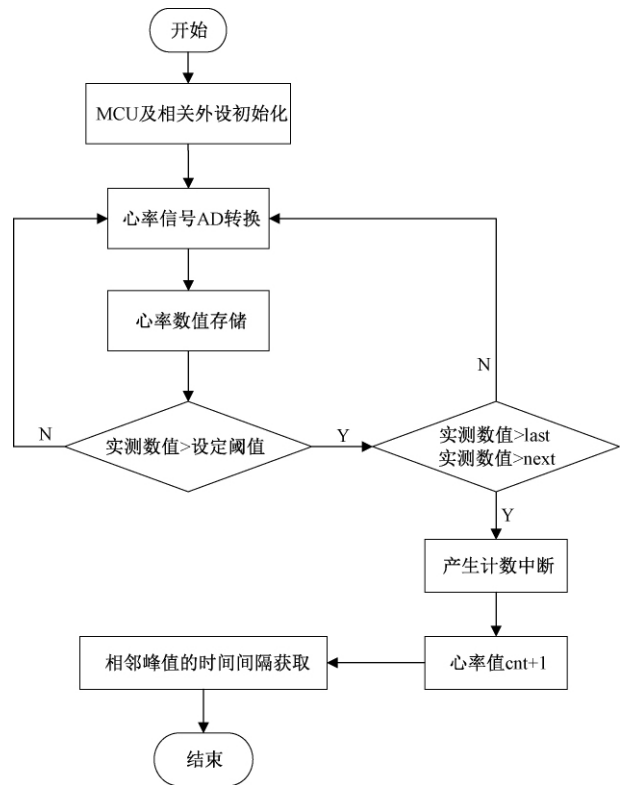 开始
MCU及相关外设初始化
心率信号AD转换
心率数值存储
N
N
实测数值>设定阈值
Y
实测数值>last
实测数值>next
Y
产生计数中断
相邻峰值的时间间隔获取
心率值cnt+1
结束